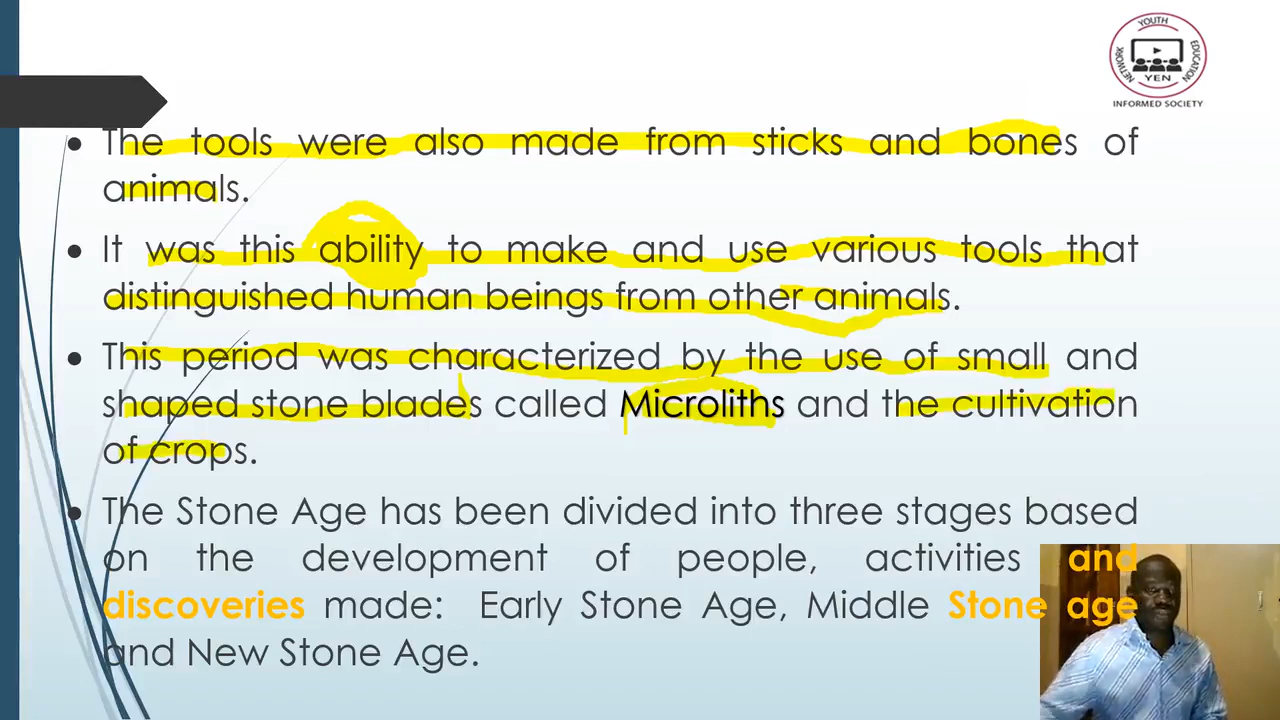 YOUTH
NETWORK
EDUCATION
YEN
INFORMED SOCIETY
• The tools were also made from sticks and bones of
animals.
• It was this ability to make and use various tools that
distinguished human beings from other animals.
• This period was characterized by the use of small and
shaped stone blades called Microliths and the cultivation
of crops.
• The Stone Age has been divided into three stages based
on the development of people, activities and
discoveries made: Early Stone Age, Middle Stone age
and New Stone Age.